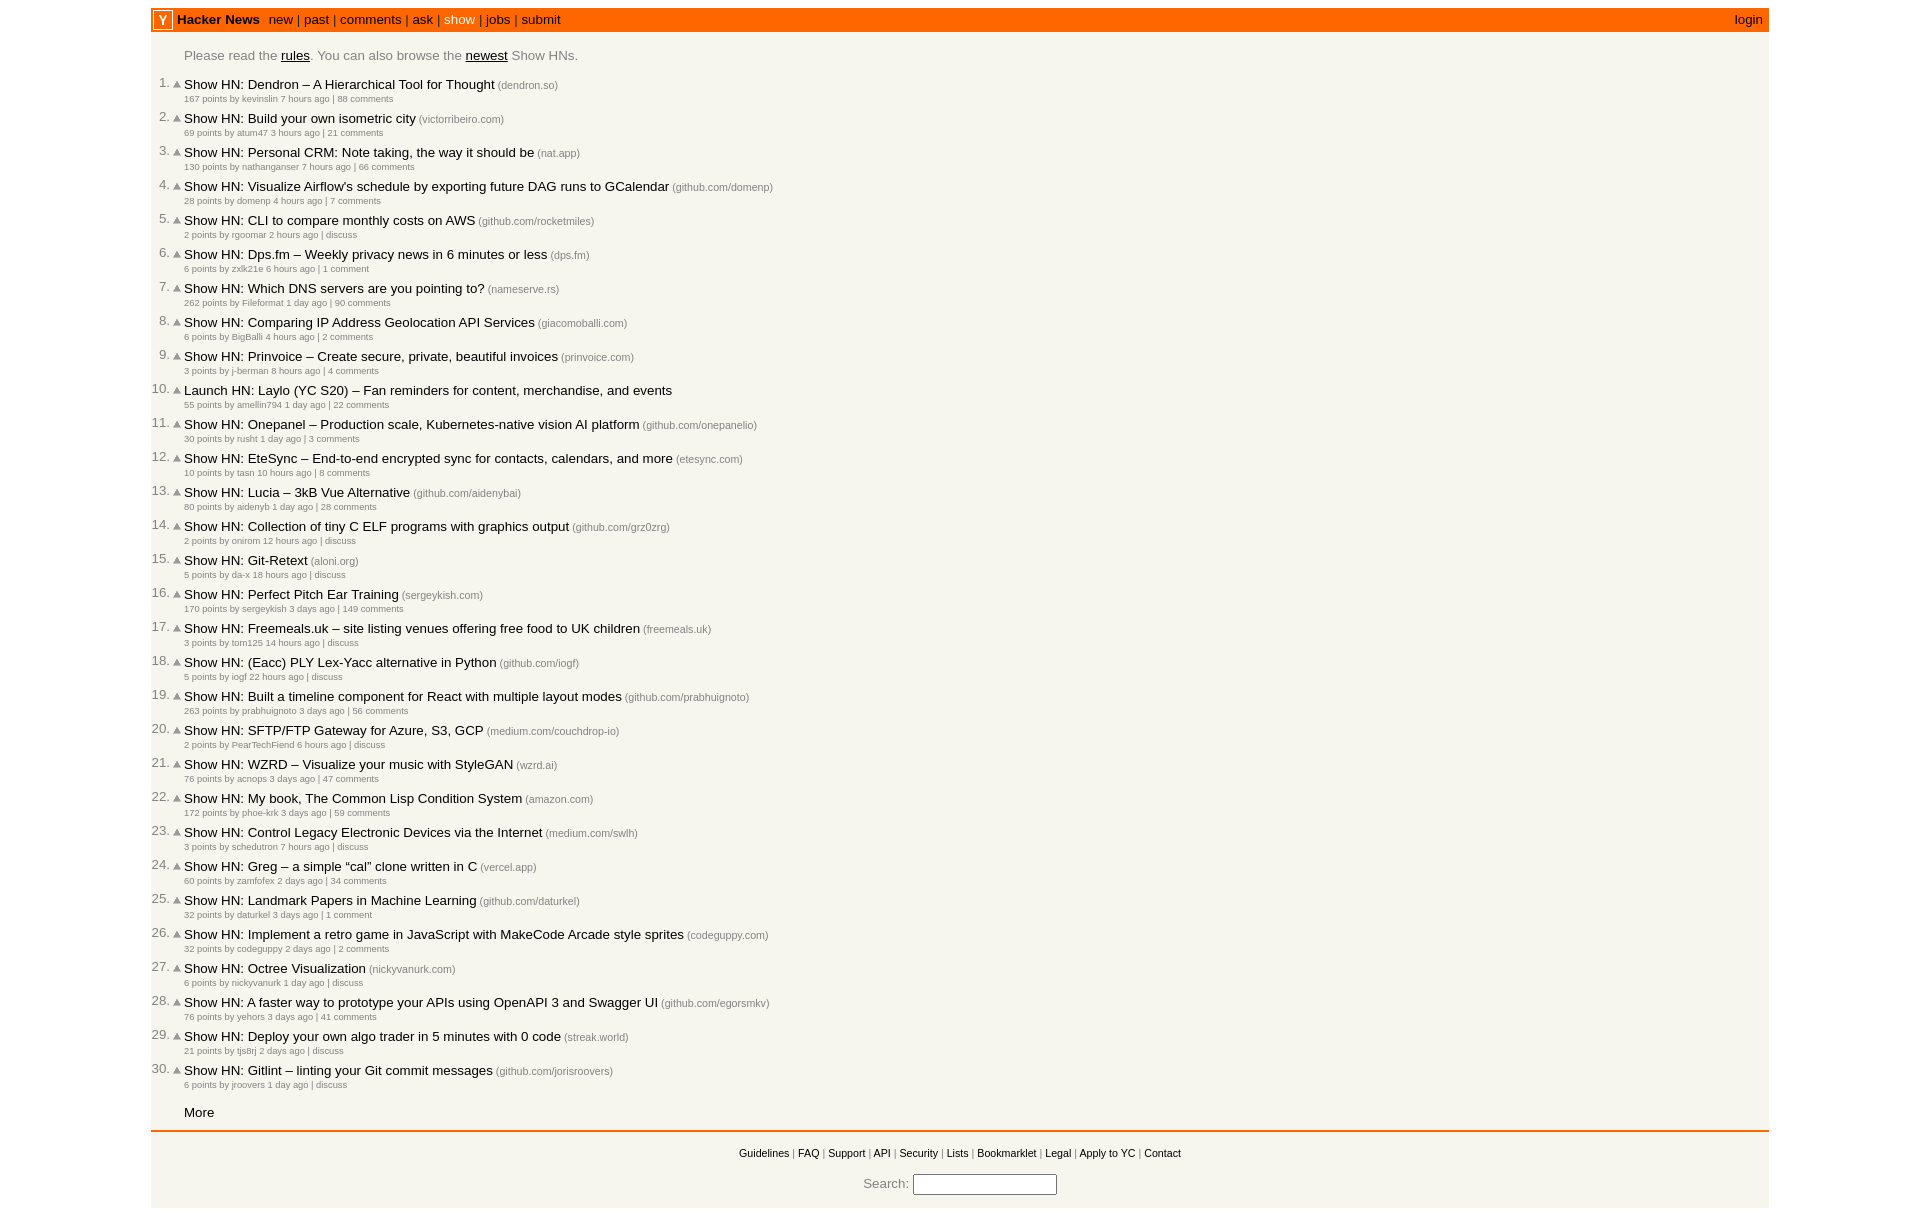 Y Hacker News new | past | comments | ask | show | jobs | submit login
Please read the rules. You can also browse the newest Show HNs.
1. Show HN: Dendron – A Hierarchical Tool for Thought (dendron.so)
167 points by kevinslin 7 hours ago | 88 comments
2. Show HN: Build your own isometric city (victorribeiro.com)
69 points by atum47 3 hours ago | 21 comments
3. Show HN: Personal CRM: Note taking, the way it should be (nat.app)
130 points by nathanganser 7 hours ago | 66 comments
4. Show HN: Visualize Airflow's schedule by exporting future DAG runs to GCalendar (github.com/domenp)
28 points by domenp 4 hours ago | 7 comments
5. Show HN: CLI to compare monthly costs on AWS (github.com/rocketmiles)
2 points by rgoomar 2 hours ago | discuss
6. Show HN: Dps.fm – Weekly privacy news in 6 minutes or less (dps.fm)
6 points by zxlk21e 6 hours ago | 1 comment
7. Show HN: Which DNS servers are you pointing to? (nameserve.rs)
262 points by Fileformat 1 day ago | 90 comments
8. Show HN: Comparing IP Address Geolocation API Services (giacomoballi.com)
6 points by BigBalli 4 hours ago | 2 comments
9. Show HN: Prinvoice – Create secure, private, beautiful invoices (prinvoice.com)
3 points by j-berman 8 hours ago | 4 comments
10. Launch HN: Laylo (YC S20) – Fan reminders for content, merchandise, and events
55 points by amellin794 1 day ago | 22 comments
11. Show HN: Onepanel – Production scale, Kubernetes-native vision AI platform (github.com/onepanelio)
30 points by rusht 1 day ago | 3 comments
12. Show HN: EteSync – End-to-end encrypted sync for contacts, calendars, and more (etesync.com)
10 points by tasn 10 hours ago | 8 comments
13. Show HN: Lucia – 3kB Vue Alternative (github.com/aidenybai)
80 points by aidenyb 1 day ago | 28 comments
14. Show HN: Collection of tiny C ELF programs with graphics output (github.com/grz0zrg)
2 points by onirom 12 hours ago | discuss
15. Show HN: Git-Retext (aloni.org)
5 points by da-x 18 hours ago | discuss
16. Show HN: Perfect Pitch Ear Training (sergeykish.com)
170 points by sergeykish 3 days ago | 149 comments
17. Show HN: Freemeals.uk – site listing venues offering free food to UK children (freemeals.uk)
3 points by tom125 14 hours ago | discuss
18. Show HN: (Eacc) PLY Lex-Yacc alternative in Python (github.com/iogf)
5 points by iogf 22 hours ago | discuss
19. Show HN: Built a timeline component for React with multiple layout modes (github.com/prabhuignoto)
263 points by prabhuignoto 3 days ago | 56 comments
20. Show HN: SFTP/FTP Gateway for Azure, S3, GCP (medium.com/couchdrop-io)
2 points by PearTechFiend 6 hours ago | discuss
21. Show HN: WZRD – Visualize your music with StyleGAN (wzrd.ai)
76 points by acnops 3 days ago | 47 comments
22. Show HN: My book, The Common Lisp Condition System (amazon.com)
172 points by phoe-krk 3 days ago | 59 comments
23. Show HN: Control Legacy Electronic Devices via the Internet (medium.com/swlh)
3 points by schedutron 7 hours ago | discuss
24. Show HN: Greg – a simple “cal” clone written in C (vercel.app)
60 points by zamfofex 2 days ago | 34 comments
25. Show HN: Landmark Papers in Machine Learning (github.com/daturkel)
32 points by daturkel 3 days ago | 1 comment
26. Show HN: Implement a retro game in JavaScript with MakeCode Arcade style sprites (codeguppy.com)
32 points by codeguppy 2 days ago | 2 comments
27. Show HN: Octree Visualization (nickyvanurk.com)
6 points by nickyvanurk 1 day ago | discuss
28. Show HN: A faster way to prototype your APIs using OpenAPI 3 and Swagger UI (github.com/egorsmkv)
76 points by yehors 3 days ago | 41 comments
29. Show HN: Deploy your own algo trader in 5 minutes with 0 code (streak.world)
21 points by tjs8rj 2 days ago | discuss
30. Show HN: Gitlint – linting your Git commit messages (github.com/jorisroovers)
6 points by jroovers 1 day ago | discuss
More
Guidelines | FAQ | Support | API | Security | Lists | Bookmarklet | Legal | Apply to YC | Contact
Search: